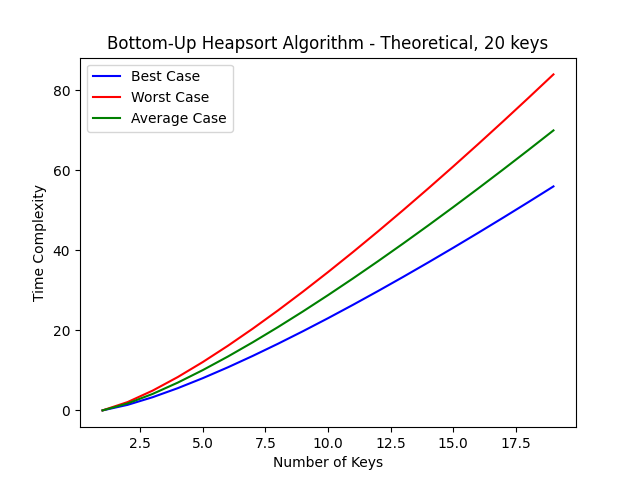 Bottom-Up Heapsort Algorithm - Theoretical, 20 keys
Best Case
Worst Case
Average Case
Time Complexity
80
60
40
20
0
2.5 5.0 7.5 10.0 12.5 15.0 17.5
Number of Keys